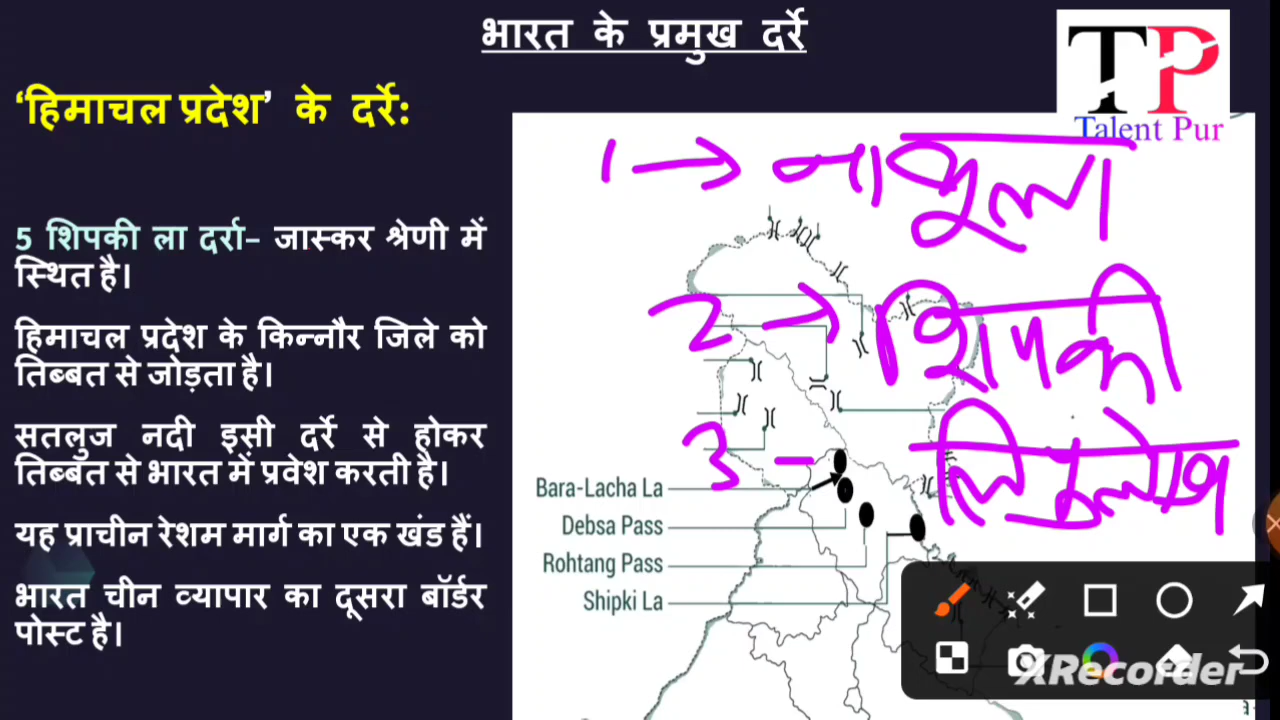 भारत के प्रमुख दर्रे
TP
Talent Pur
‘हिमाचल प्रदेश’ के दर्रे:
5 शिपकी ला दर्रा– जास्कर श्रेणी में
स्थित है।
हिमाचल प्रदेश के किन्नौर जिले को
तिब्बत से जोड़ता है।
सतलुज नदी इसी दर्रे से होकर
तिब्बत से भारत में प्रवेश करती है।
यह प्राचीन रेशम मार्ग का एक खंड हैं।
भारत चीन व्यापार का दूसरा बॉर्डर
पोस्ट है।
1 → नाथूला
2 → शिपकी
3 –
Bara-Lacha La
Debsa Pass
Rohtang Pass
Shipki La
XRecorder